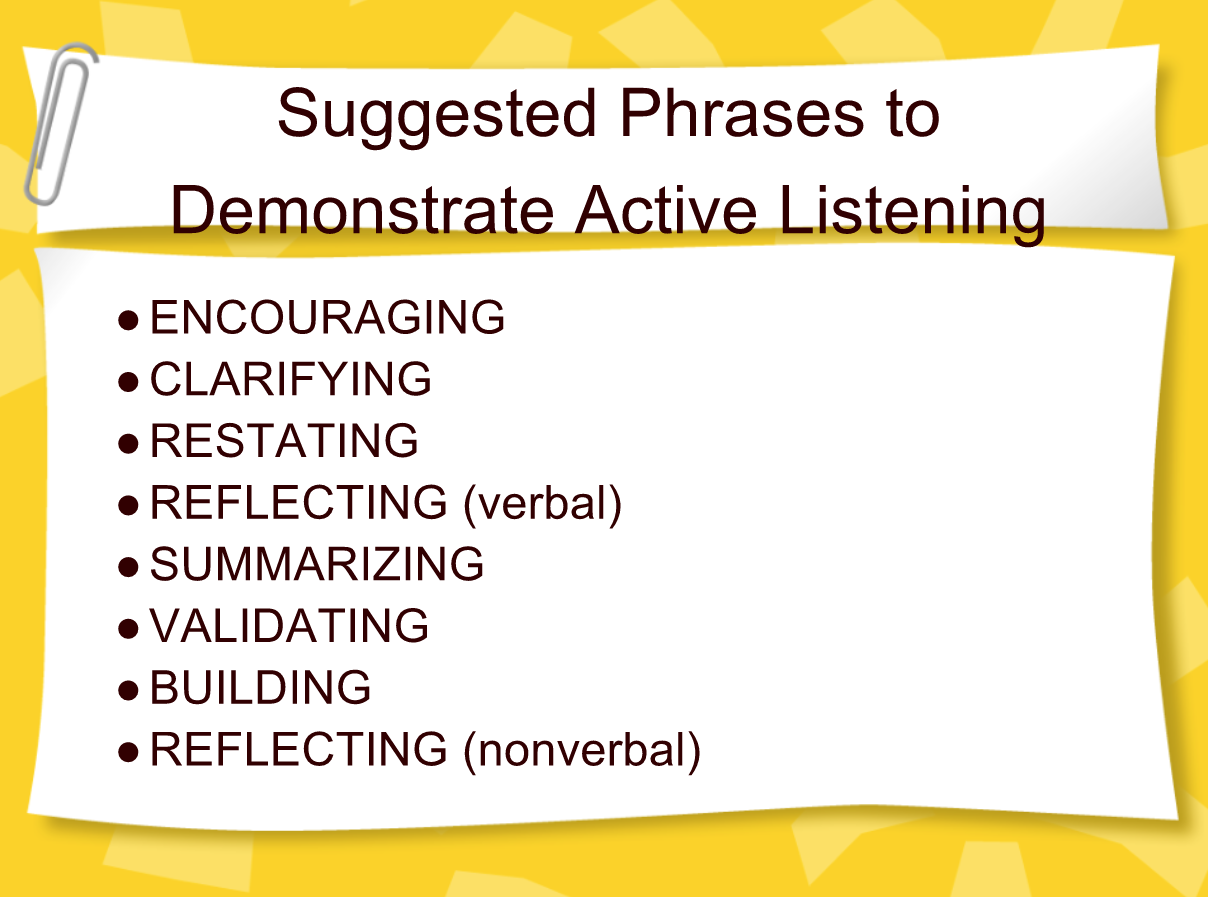 Suggested Phrases to
Demonstrate Active Listening
● ENCOURAGING
● CLARIFYING
● RESTATING
● REFLECTING (verbal)
● SUMMARIZING
● VALIDATING
● BUILDING
● REFLECTING (nonverbal)